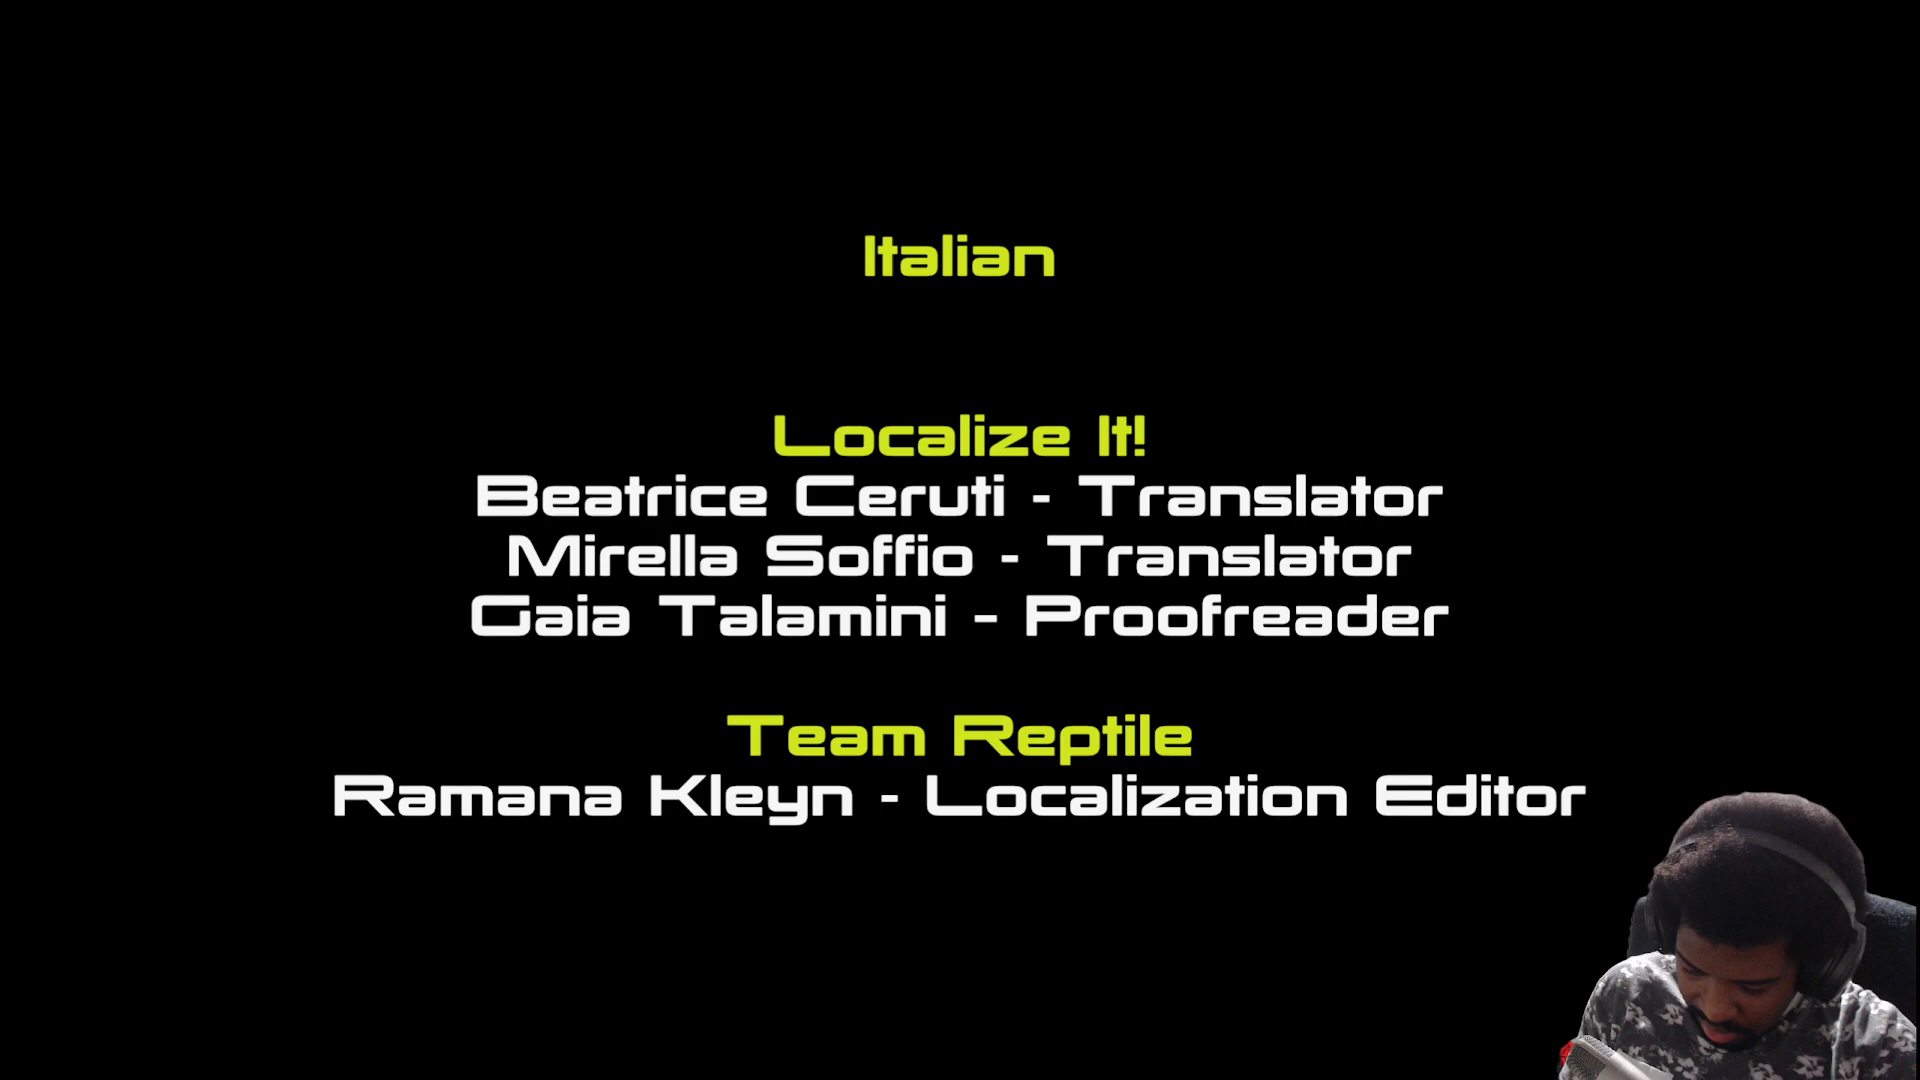 Italian
Localize It!
Beatrice Ceruti - Translator
Mirella Soffio - Translator
Gaia Talamini – Proofreader
Team Reptile
Ramana Kleyn - Localization Editor